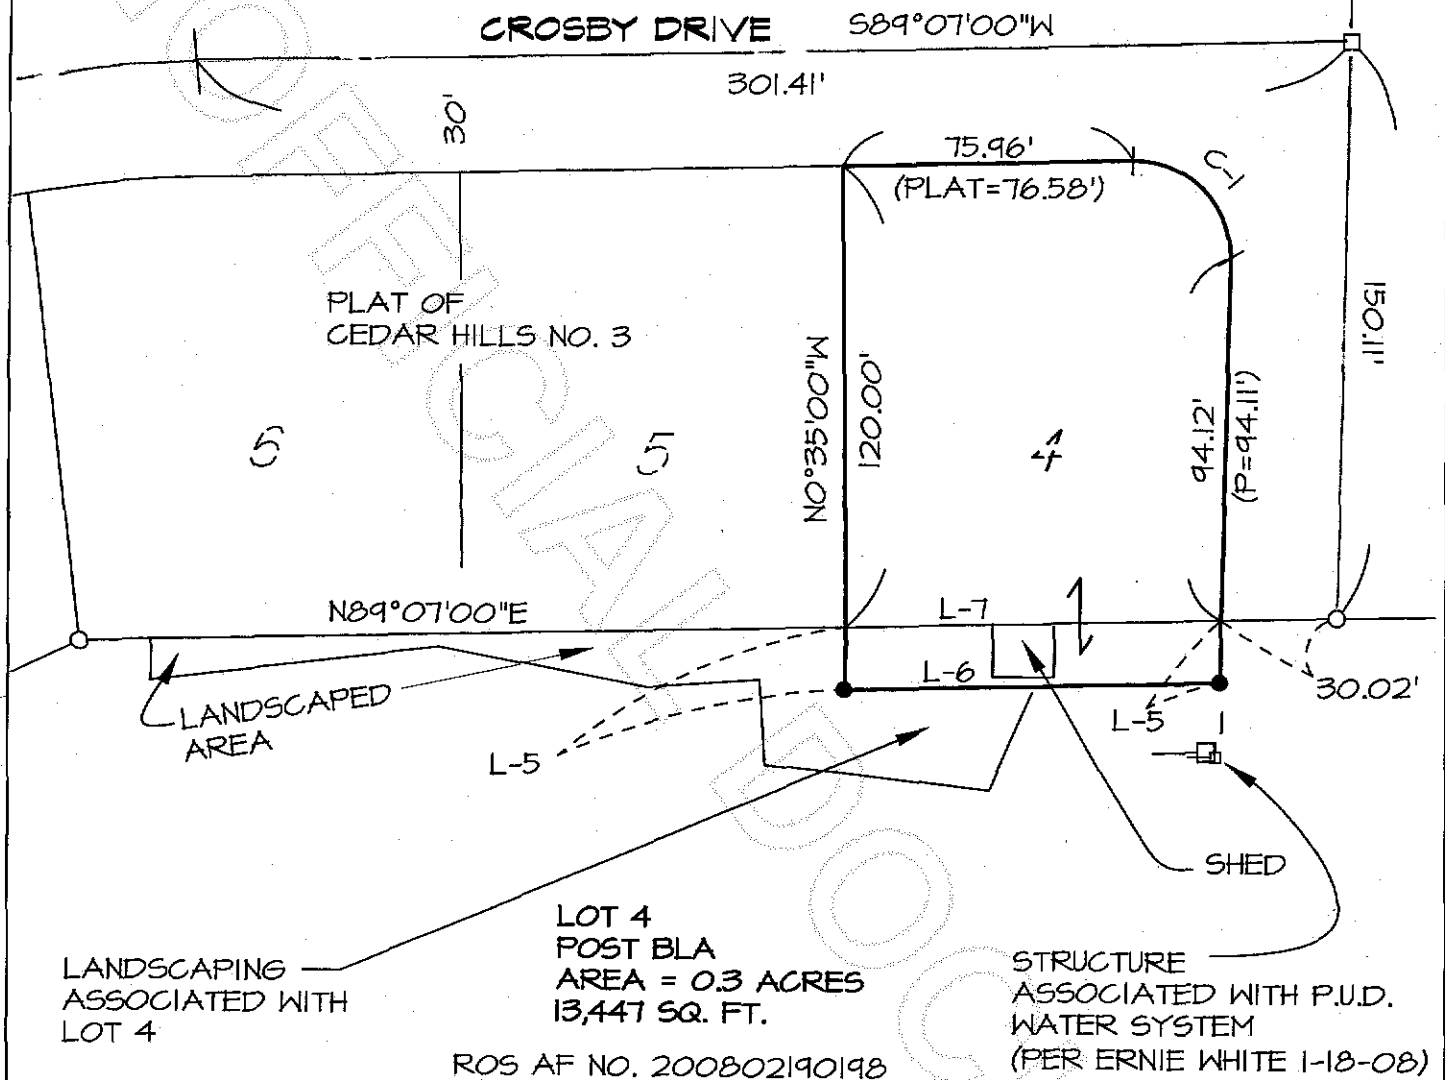 CROSBY DRIVE S89°07'00"W
301.41'
30'
75.96'
(PLAT=76.58')
C-1
PLAT OF
CEDAR HILLS NO. 3
150.11'
N0°35'00"W
120.00'
94.12'
(P=94.11')
5
5
4
N89°07'00"E
L-7
L-6
LANDSCAPED
AREA
L-5
L-5
30.02'
SHED
LANDSCAPING
ASSOCIATED WITH
LOT 4
LOT 4
POST BLA
AREA = 0.3 ACRES
13,447 SQ. FT.
STRUCTURE
ASSOCIATED WITH P.U.D.
WATER SYSTEM
(PER ERNIE WHITE 1-18-08)
ROS AF NO. 200802190198
OFFICIAL DOC